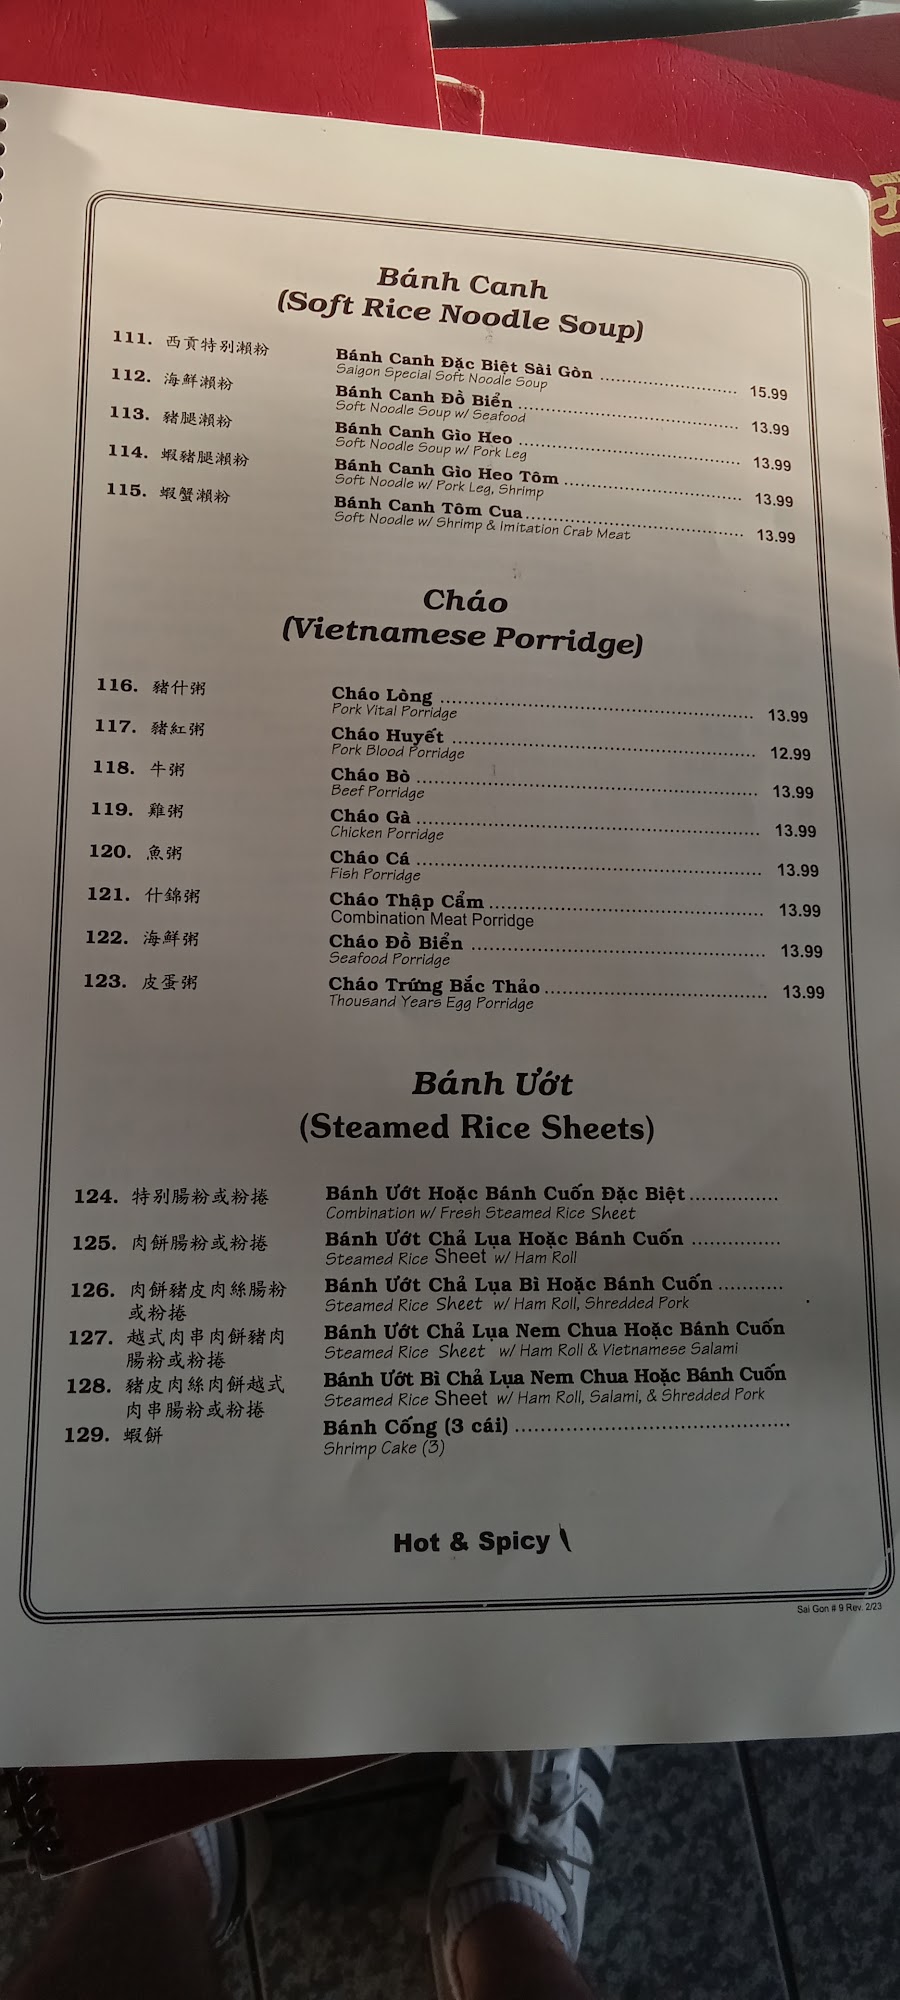 Bánh Canh
(Soft Rice Noodle Soup)
111. 西貢特别瀨粉 Bánh Canh Đặc Biệt Sài Gòn ........................ 15.99
Saigon Special Soft Noodle Soup
112. 海鮮瀨粉 Bánh Canh Đồ Biển ........................ 13.99
Soft Noodle Soup w/ Seafood
113. 豬腿瀨粉 Bánh Canh Gìo Heo ........................ 13.99
Soft Noodle Soup w/ Pork Leg
114. 蝦豬腿瀨粉 Bánh Canh Gìo Heo Tôm ........................ 13.99
Soft Noodle w/ Pork Leg, Shrimp
115. 蝦蟹瀨粉 Bánh Canh Tôm Cua ........................ 13.99
Soft Noodle w/ Shrimp & Imitation Crab Meat
Cháo
(Vietnamese Porridge)
116. 豬什粥 Cháo Lòng ........................ 13.99
Pork Vital Porridge
117. 豬紅粥 Cháo Huyết ........................ 12.99
Pork Blood Porridge
118. 牛粥 Cháo Bò ........................ 13.99
Beef Porridge
119. 雞粥 Cháo Gà ........................ 13.99
Chicken Porridge
120. 魚粥 Cháo Cá ........................ 13.99
Fish Porridge
121. 什錦粥 Cháo Thập Cẩm ........................ 13.99
Combination Meat Porridge
122. 海鮮粥 Cháo Đồ Biển ........................ 13.99
Seafood Porridge
123. 皮蛋粥 Cháo Trứng Bắc Thảo ........................ 13.99
Thousand Years Egg Porridge
Bánh Ướt
(Steamed Rice Sheets)
124. 特别腸粉或粉捲 Bánh Ướt Hoặc Bánh Cuốn Đặc Biệt ...............
Combination w/ Fresh Steamed Rice Sheet
125. 肉餅腸粉或粉捲 Bánh Ướt Chả Lụa Hoặc Bánh Cuốn ...............
Steamed Rice Sheet w/ Ham Roll
126. 肉餅豬皮肉絲腸粉 Bánh Ướt Chả Lụa Bì Hoặc Bánh Cuốn ...........
或粉捲 Steamed Rice Sheet w/ Ham Roll, Shredded Pork
127. 越式肉串肉餅豬肉 Bánh Ướt Chả Lụa Nem Chua Hoặc Bánh Cuốn
腸粉或粉捲 Steamed Rice Sheet w/ Ham Roll & Vietnamese Salami
128. 豬皮肉絲肉餅越式 Bánh Ướt Bì Chả Lụa Nem Chua Hoặc Bánh Cuốn
肉串腸粉或粉捲 Steamed Rice Sheet w/ Ham Roll, Salami, & Shredded Pork
129. 蝦餅 Bánh Cống (3 cái) ...............................
Shrimp Cake (3)
Hot & Spicy
Sai Gon # 9 Rev. 2/23